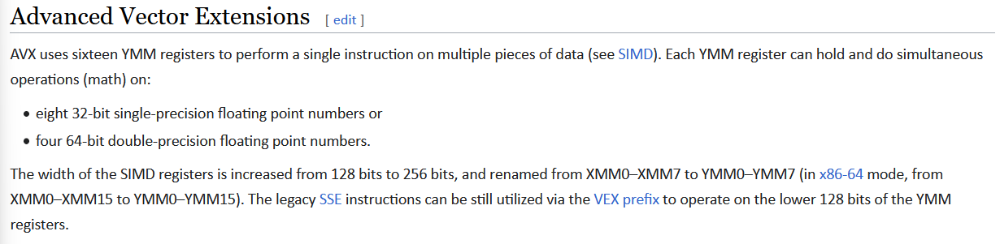 Advanced Vector Extensions [ edit ]
AVX uses sixteen YMM registers to perform a single instruction on multiple pieces of data (see SIMD). Each YMM register can hold and do simultaneous
operations (math) on:
• eight 32-bit single-precision floating point numbers or
• four 64-bit double-precision floating point numbers.
The width of the SIMD registers is increased from 128 bits to 256 bits, and renamed from XMM0–XMM7 to YMM0–YMM7 (in x86-64 mode, from
XMM0–XMM15 to YMM0–YMM15). The legacy SSE instructions can be still utilized via the VEX prefix to operate on the lower 128 bits of the YMM
registers.